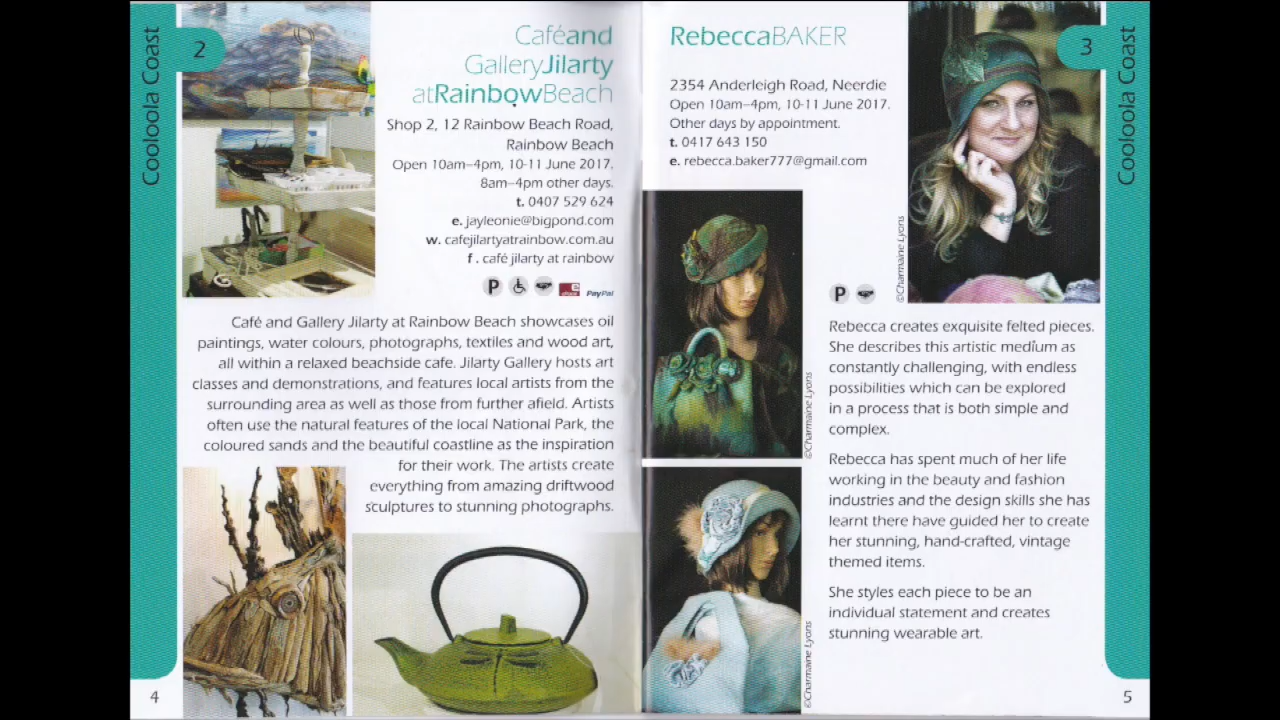 Cooloola Coast
2
Caféand
GalleryJilarty
atRainbowBeach
Shop 2, 12 Rainbow Beach Road,
Rainbow Beach
Open 10am–4pm, 10-11 June 2017.
8am–4pm other days.
t. 0407 529 624
e. jayleonie@bigpond.com
w. cafejilartyatrainbow.com.au
f . café jilarty at rainbow
P
PayPal
Café and Gallery Jilarty at Rainbow Beach showcases oil
paintings, water colours, photographs, textiles and wood art,
all within a relaxed beachside cafe. Jilarty Gallery hosts art
classes and demonstrations, and features local artists from the
surrounding area as well as those from further afield. Artists
often use the natural features of the local National Park, the
coloured sands and the beautiful coastline as the inspiration
for their work. The artists create
everything from amazing driftwood
sculptures to stunning photographs.
4
RebeccaBAKER
2354 Anderleigh Road, Neerdie
Open 10am–4pm, 10-11 June 2017.
Other days by appointment.
t. 0417 643 150
e. rebecca.baker777@gmail.com
3
Cooloola Coast
©Charmaine Lyons
P
©Charmaine Lyons
©Charmaine Lyons
Rebecca creates exquisite felted pieces.
She describes this artistic medium as
constantly challenging, with endless
possibilities which can be explored
in a process that is both simple and
complex.
Rebecca has spent much of her life
working in the beauty and fashion
industries and the design skills she has
learnt there have guided her to create
her stunning, hand-crafted, vintage
themed items.
She styles each piece to be an
individual statement and creates
stunning wearable art.
5